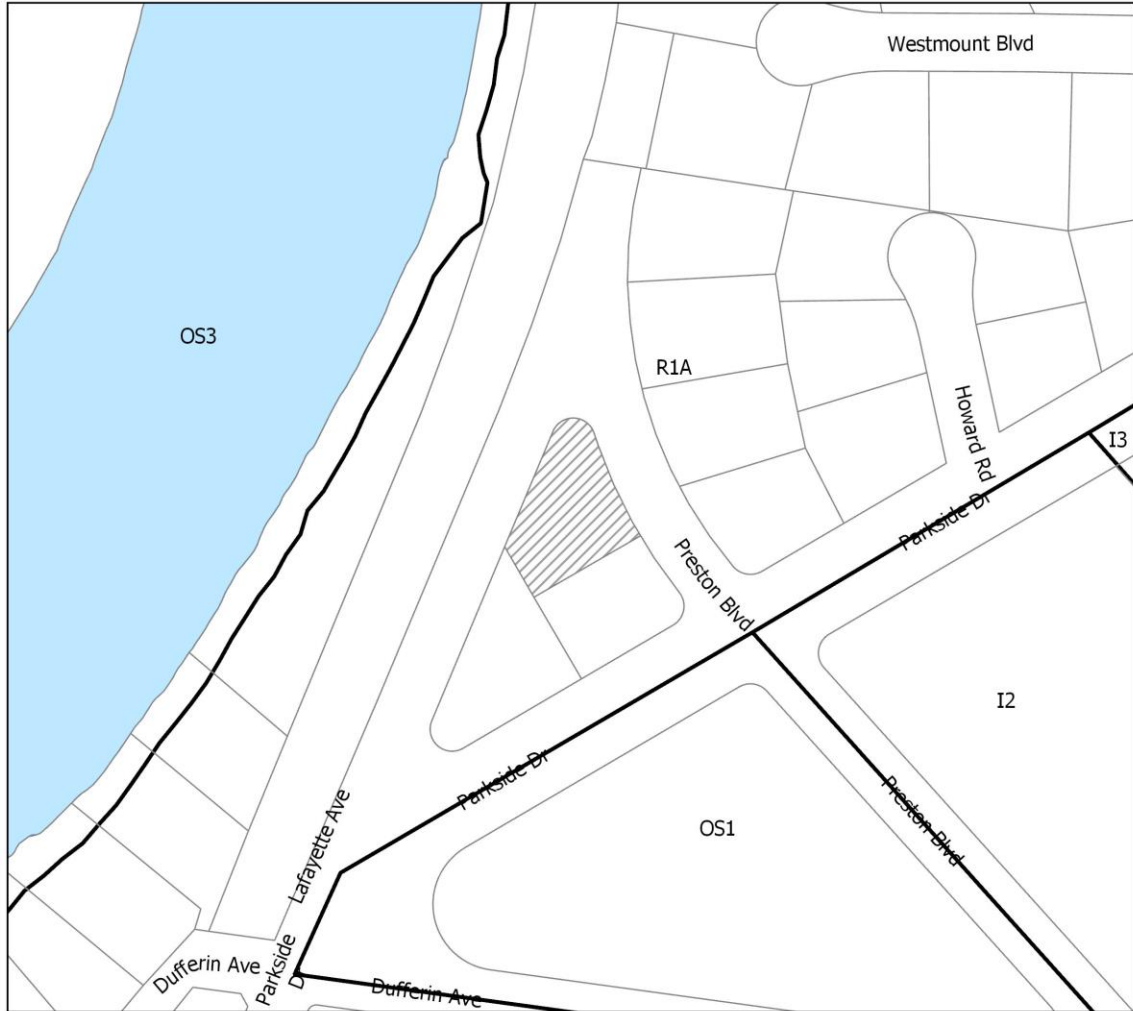 Westmount Blvd
OS3
R1A
Howard Rd
I3
Parkside Dr
Preston Blvd
I2
Parkside Dr
Preston Blvd
OS1
Lafayette Ave
Parkside Dr
Dufferin Ave
Dufferin Ave